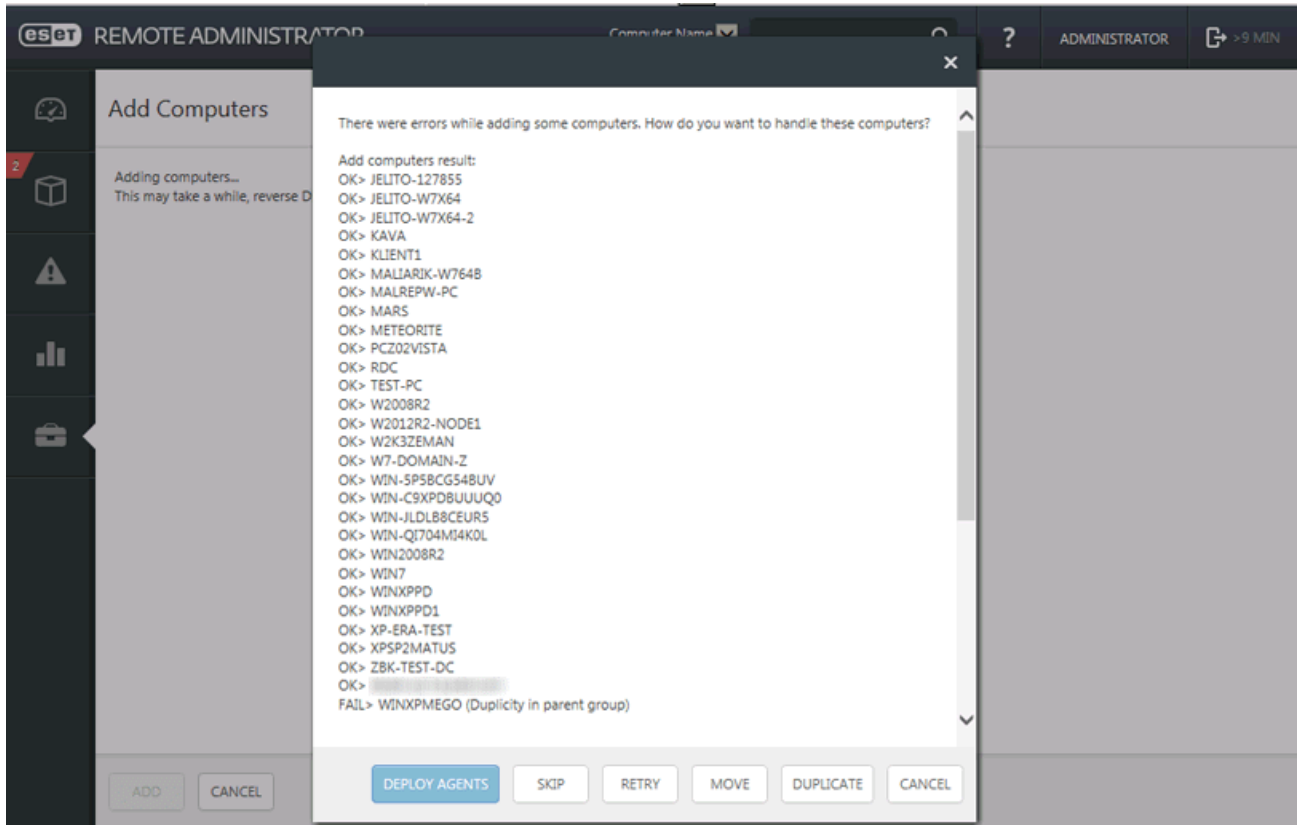 eset REMOTE ADMINISTRATOR
Computer Name
?
ADMINISTRATOR
>9 MIN
Add Computers
2
Adding computers...
This may take a while, reverse D
There were errors while adding some computers. How do you want to handle these computers?
Add computers result:
OK> JELITO-127855
OK> JELITO-W7X64
OK> JELITO-W7X64-2
OK> KAVA
OK> KLIENT1
OK> MALIARIK-W764B
OK> MALREPW-PC
OK> MARS
OK> METEORITE
OK> PCZ02VISTA
OK> RDC
OK> TEST-PC
OK> W2008R2
OK> W2012R2-NODE1
OK> W2K3ZEMAN
OK> W7-DOMAIN-Z
OK> WIN-5P5BCG54BUV
OK> WIN-C9XPDBUUUQ0
OK> WIN-JLDLB8CEUR5
OK> WIN-QI704MI4K0L
OK> WIN2008R2
OK> WIN7
OK> WINXPPD
OK> WINXPPD1
OK> XP-ERA-TEST
OK> XPSP2MATUS
OK> ZBK-TEST-DC
OK>
FAIL> WINXPMEGO (Duplicity in parent group)
DEPLOY AGENTS
SKIP
RETRY
MOVE
DUPLICATE
CANCEL
ADD
CANCEL